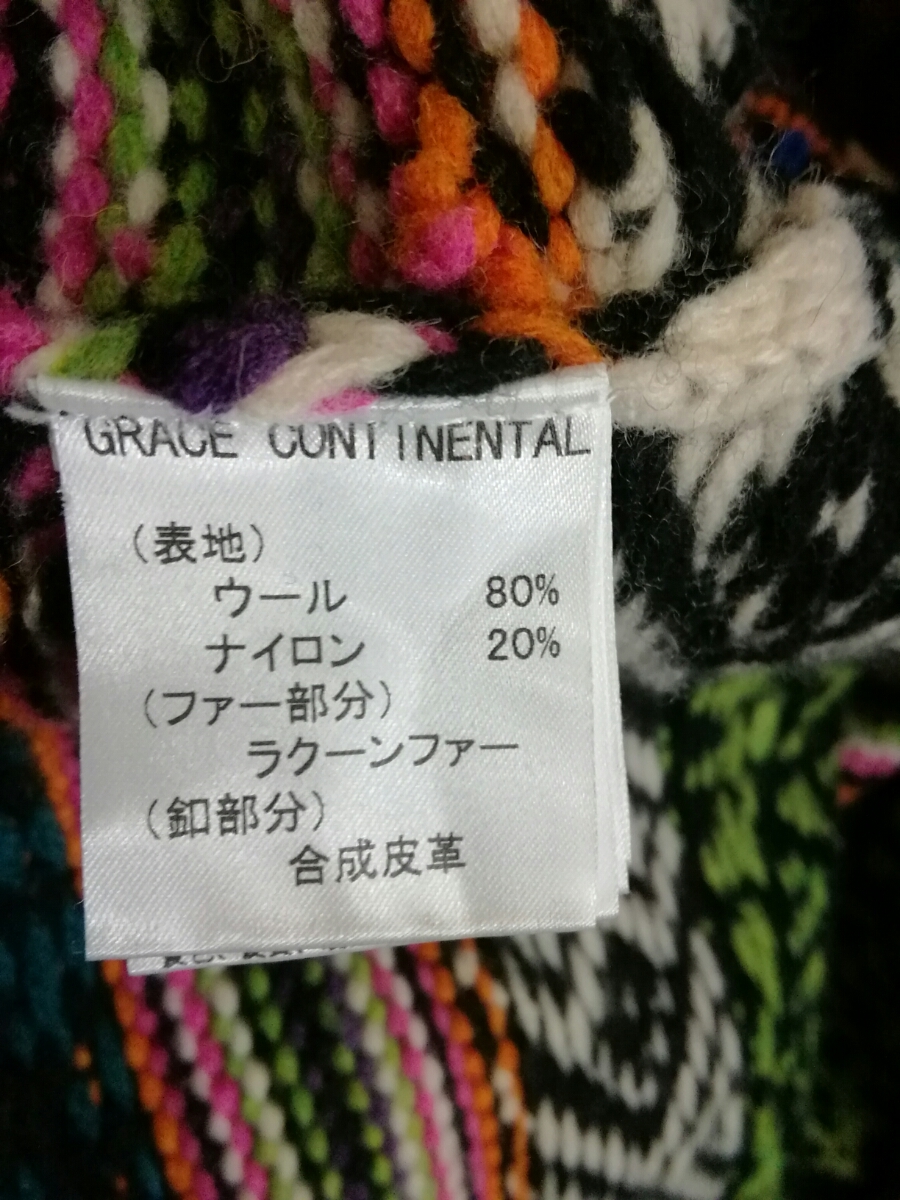 GRACE CONTINENTAL
(表地)
ウール 80%
ナイロン 20%
(ファー部分)
ラクーンファー
(釦部分)
合成皮革